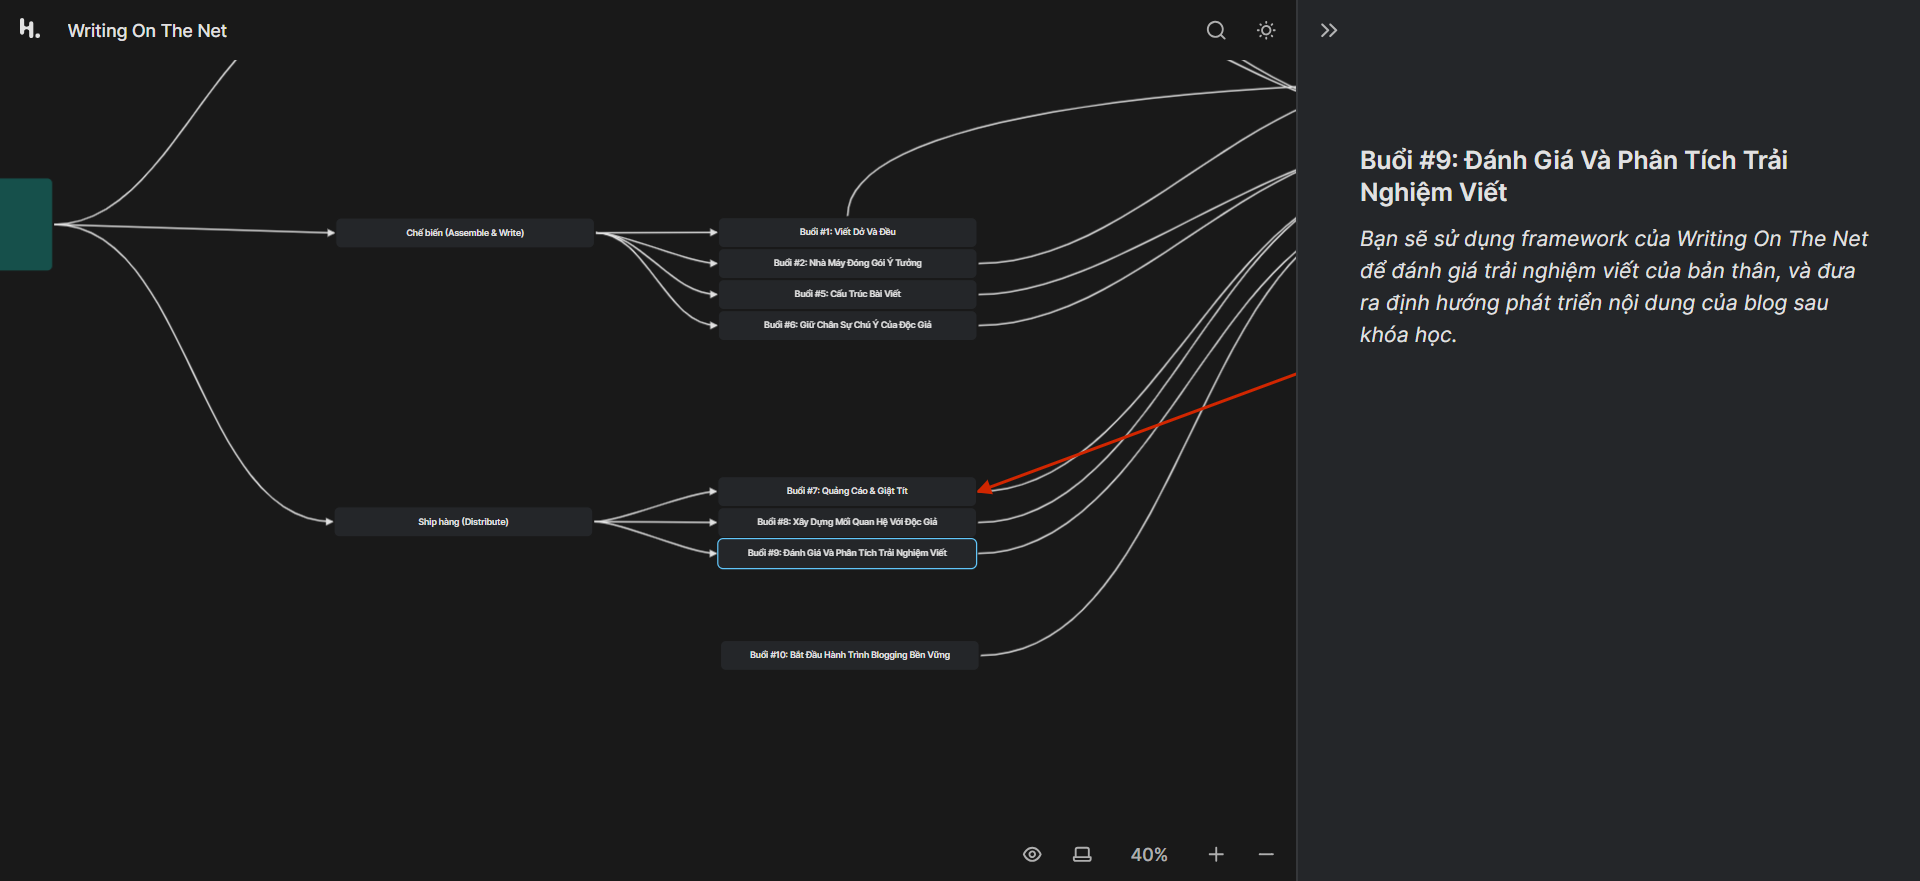 H.
Writing On The Net
Chế biến (Assemble & Write)
Buổi #1: Viết Dở Và Đều
Buổi #2: Nhà Máy Đóng Gói Ý Tưởng
Buổi #5: Cấu Trúc Bài Viết
Buổi #6: Giữ Chân Sự Chú Ý Của Độc Giả
Ship hàng (Distribute)
Buổi #7: Quảng Cáo & Giật Tít
Buổi #8: Xây Dựng Mối Quan Hệ Với Độc Giả
Buổi #9: Đánh Giá Và Phân Tích Trải Nghiệm Viết
Buổi #10: Bắt Đầu Hành Trình Blogging Bền Vững
40%
Buổi #9: Đánh Giá Và Phân Tích Trải
Nghiệm Viết
Bạn sẽ sử dụng framework của Writing On The Net
để đánh giá trải nghiệm viết của bản thân, và đưa
ra định hướng phát triển nội dung của blog sau
khóa học.